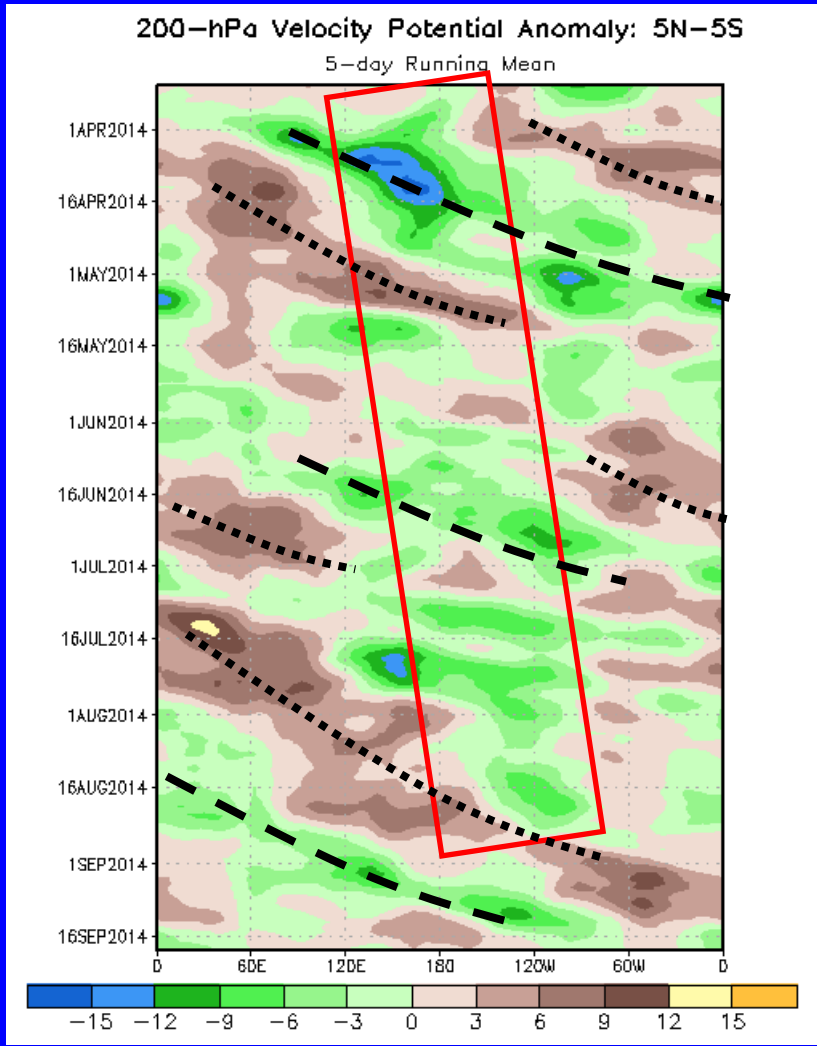 200-hPa Velocity Potential Anomaly: 5N-5S
5-day Running Mean
1APR2014
16APR2014
1MAY2014
16MAY2014
1JUN2014
16JUN2014
1JUL2014
16JUL2014
1AUG2014
16AUG2014
1SEP2014
16SEP2014
0 60E 120E 180 120W 60W 0
-15 -12 -9 -6 -3 0 3 6 9 12 15